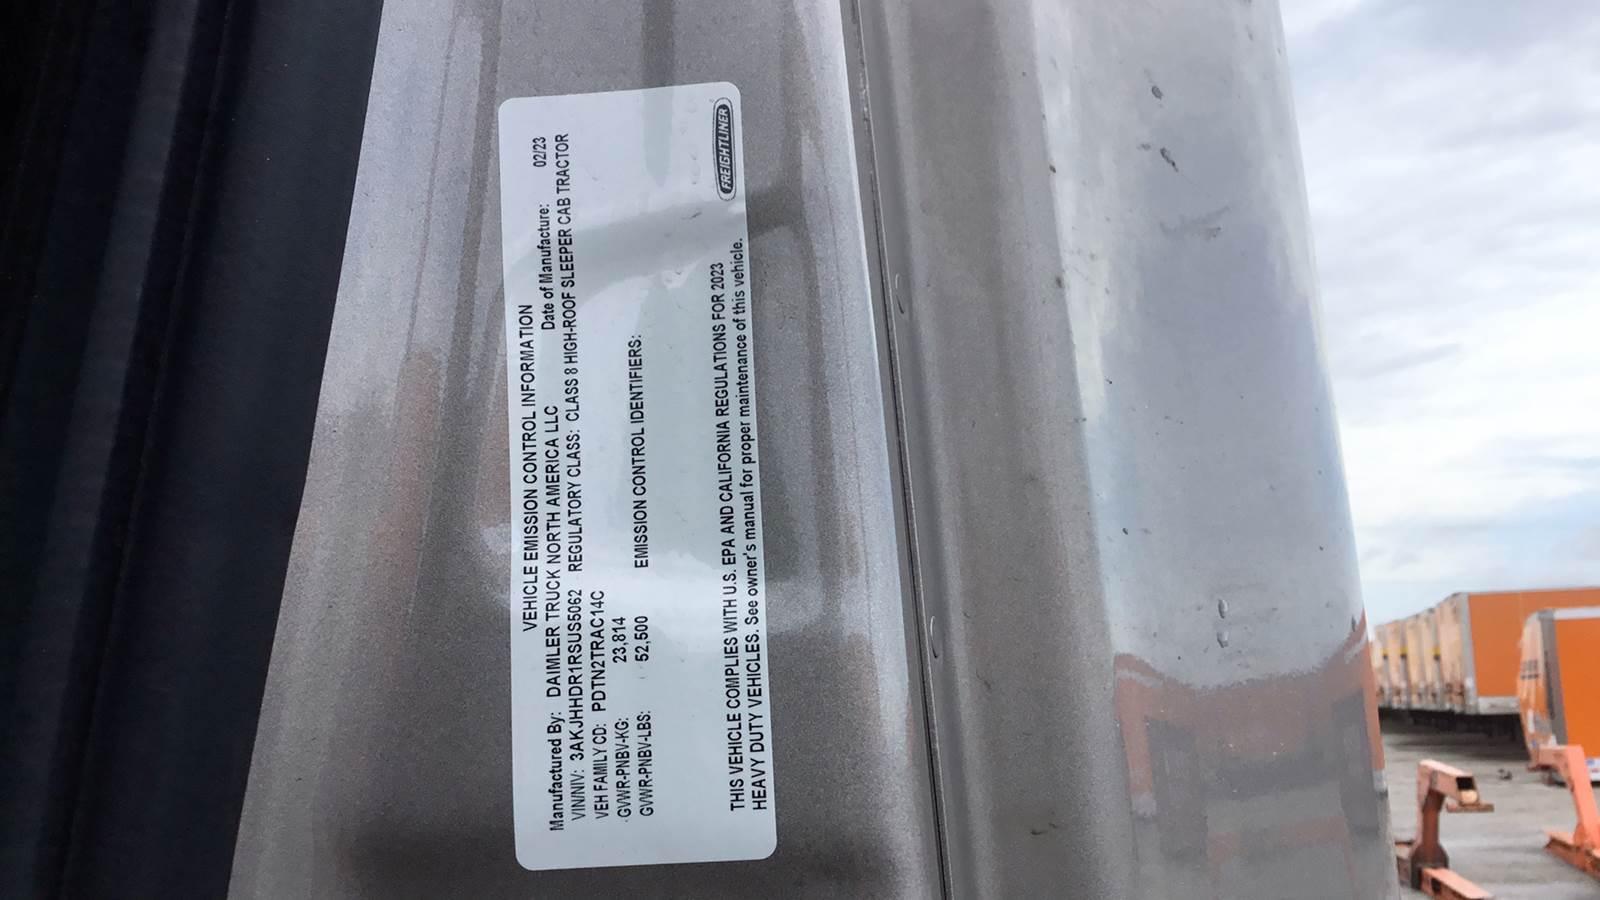 VEHICLE EMISSION CONTROL INFORMATION
Manufactured By: DAIMLER TRUCK NORTH AMERICA LLC Date of Manufacture: 02/23
VIN/NIV: 3AKJHHDR1RSUS5062 REGULATORY CLASS: CLASS 8 HIGH-ROOF SLEEPER CAB TRACTOR
VEH FAMILY CD: PDTN2TRAC14C
GVWR-PNBV-KG: 23,814
GVWR-PNBV-LBS: 52,500 EMISSION CONTROL IDENTIFIERS:
THIS VEHICLE COMPLIES WITH U.S. EPA AND CALIFORNIA REGULATIONS FOR 2023
HEAVY DUTY VEHICLES. See owner's manual for proper maintenance of this vehicle.
FREIGHTLINER